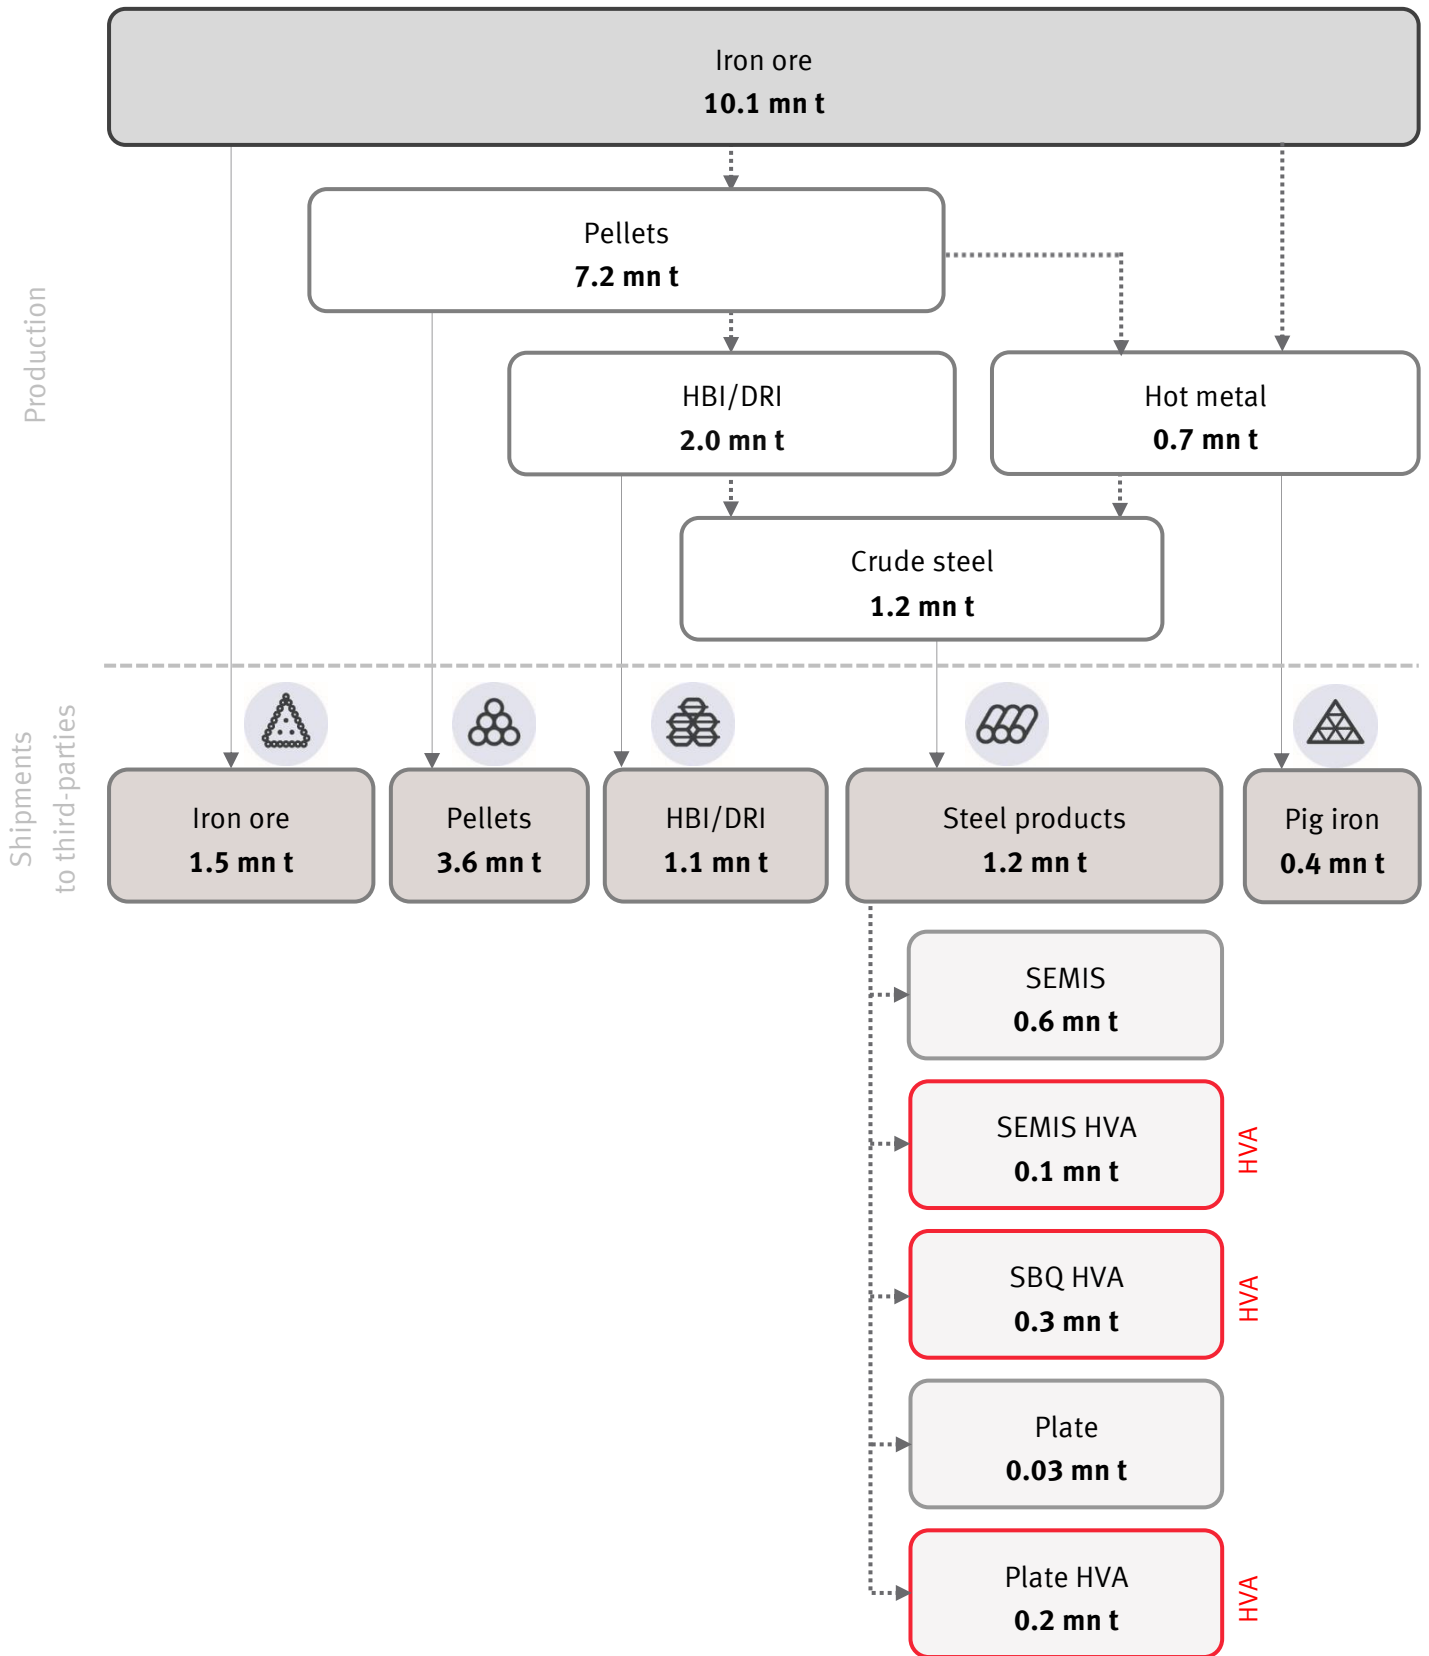 Iron ore
10.1 mn t
Production
Pellets
7.2 mn t
HBI/DRI
2.0 mn t
Hot metal
0.7 mn t
Crude steel
1.2 mn t
Shipments
to third-parties
Iron ore
1.5 mn t
Pellets
3.6 mn t
HBI/DRI
1.1 mn t
Steel products
1.2 mn t
Pig iron
0.4 mn t
SEMIS
0.6 mn t
SEMIS HVA
0.1 mn t
HVA
SBQ HVA
0.3 mn t
HVA
Plate
0.03 mn t
Plate HVA
0.2 mn t
HVA